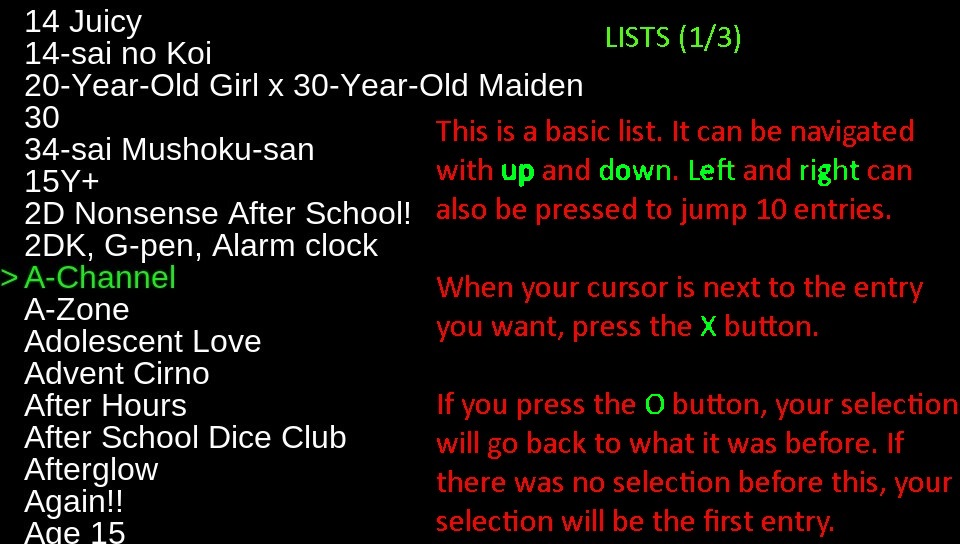 14 Juicy
14-sai no Koi
20-Year-Old Girl x 30-Year-Old Maiden
30
34-sai Mushoku-san
15Y+
2D Nonsense After School!
2DK, G-pen, Alarm clock
> A-Channel
A-Zone
Adolescent Love
Advent Cirno
After Hours
After School Dice Club
Afterglow
Again!!
Age 15
LISTS (1/3)
This is a basic list. It can be navigated
with up and down. Left and right can
also be pressed to jump 10 entries.
When your cursor is next to the entry
you want, press the X button.
If you press the O button, your selection
will go back to what it was before. If
there was no selection before this, your
selection will be the first entry.